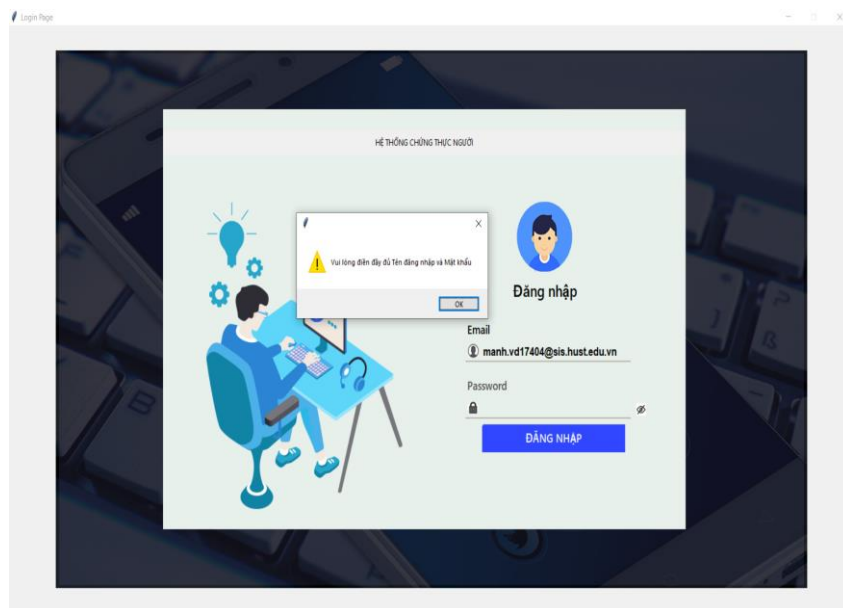 Login Page
HỆ THỐNG CHỨNG THỰC NGƯỜI
Vui lòng điền đầy đủ Tên đăng nhập và Mật khẩu
OK
Đăng nhập
Email
manh.vd17404@sis.hust.edu.vn
Password
ĐĂNG NHẬP